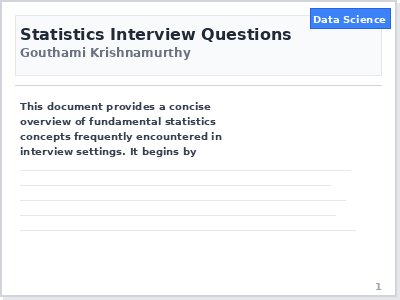 Data Science
Statistics Interview Questions
Gouthami Krishnamurthy
This document provides a concise
overview of fundamental statistics
concepts frequently encountered in
interview settings. It begins by
1